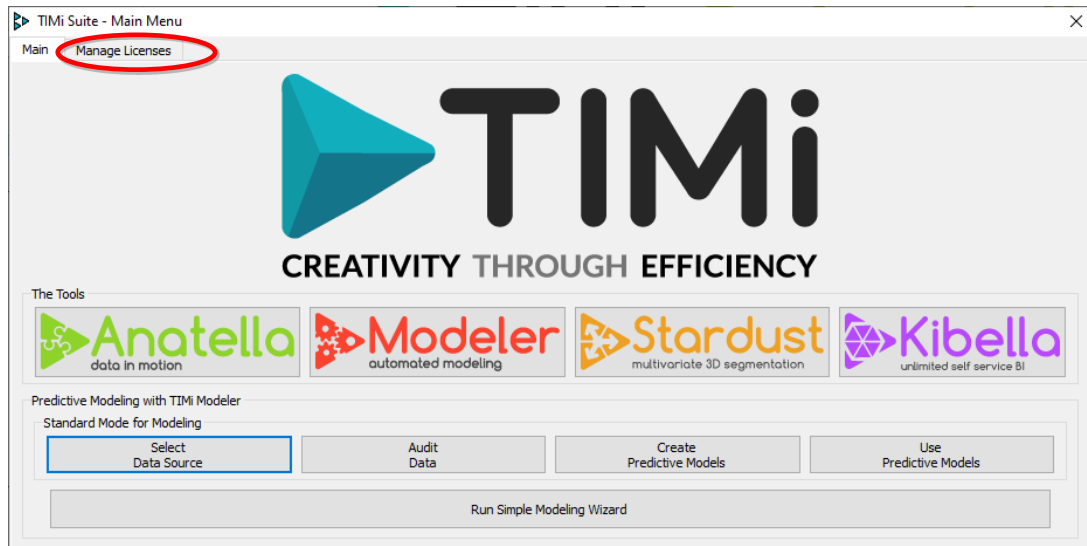 TIMi Suite - Main Menu
Main Manage Licenses
TIMi
CREATIVITY THROUGH EFFICIENCY
The Tools
Anatella Modeler Stardust Kibella
data in motion automated modeling multivariate 3D segmentation unlimited self service BI
Predictive Modeling with TIMi Modeler
Standard Mode for Modeling
Select Audit Create Use
Data Source Data Predictive Models Predictive Models
Run Simple Modeling Wizard